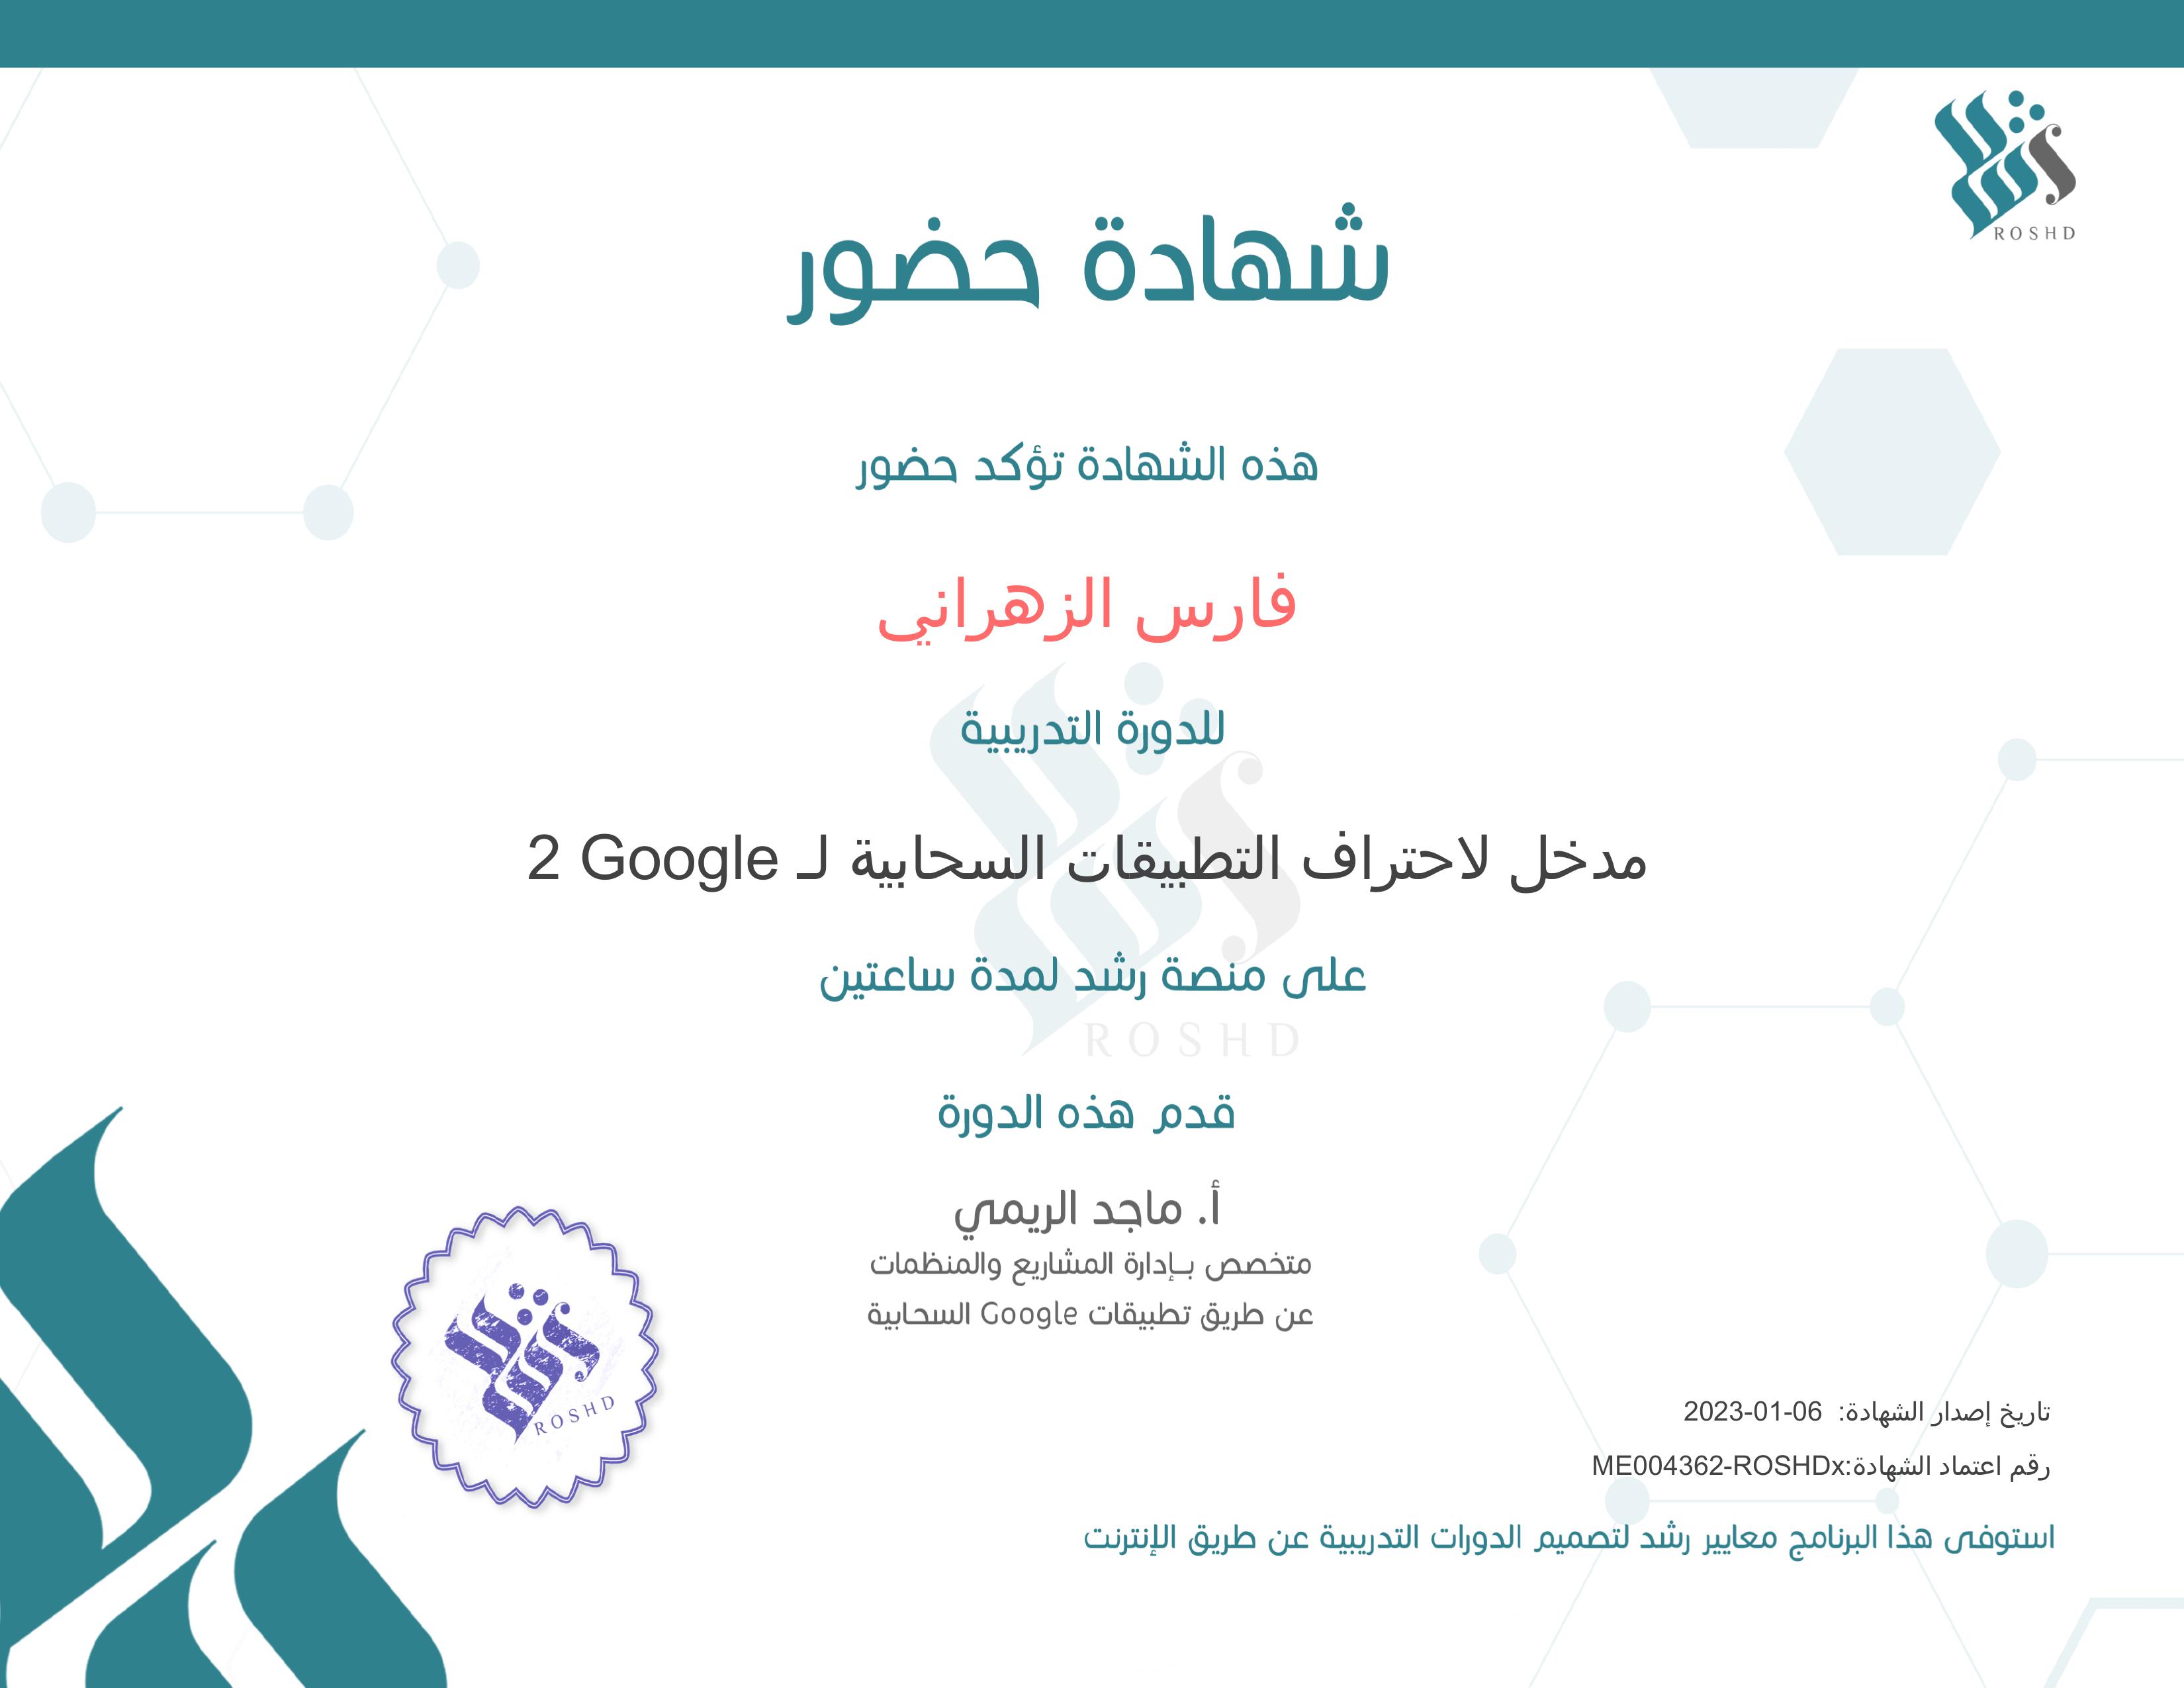 ROSHD
شهادة حضور
هذه الشهادة تؤكد حضور
فارس الزهراني
للدورة التدريبية
مدخل لاحتراف التطبيقات السحابية لـ Google 2
على منصة رشد لمدة ساعتين
ROSHD
قدم هذه الدورة
أ. ماجد الريمي
متخصص بـإدارة المشاريع والمنظمات
عن طريق تطبيقات Google السحابية
ROSHD
تاريخ إصدار الشهادة: 2023-01-06
رقم اعتماد الشهادة:ME004362-ROSHDx
استوفى هذا البرنامج معايير رشد لتصميم الدورات التدريبية عن طريق الإنترنت